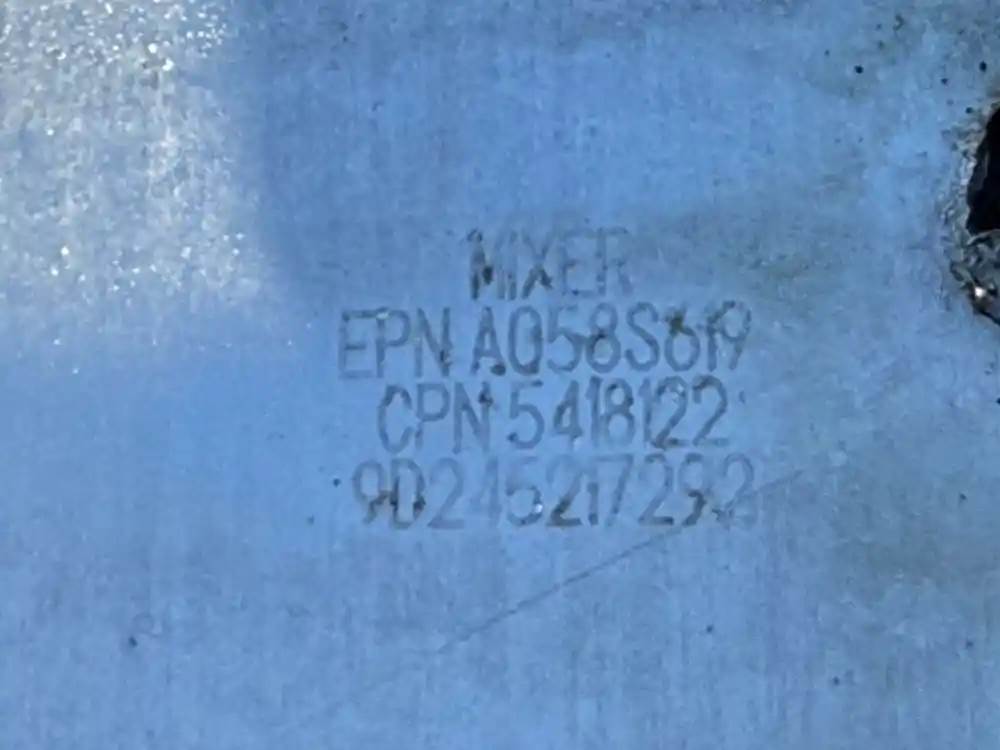 MIXER
EPN A058S619
CPN 5418122
9D245217292